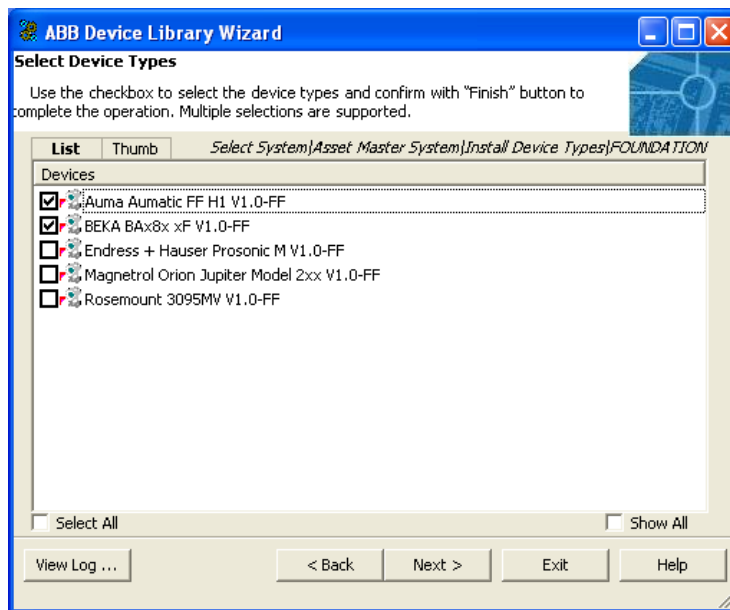 ABB Device Library Wizard
Select Device Types
Use the checkbox to select the device types and confirm with "Finish" button to
complete the operation. Multiple selections are supported.
List Thumb Select System|Asset Master System|Install Device Types|FOUNDATION
Devices
Auma Aumatic FF H1 V1.0-FF
BEKA BAx8x xF V1.0-FF
Endress + Hauser Prosonic M V1.0-FF
Magnetrol Orion Jupiter Model 2xx V1.0-FF
Rosemount 3095MV V1.0-FF
Select All Show All
View Log ... < Back Next > Exit Help